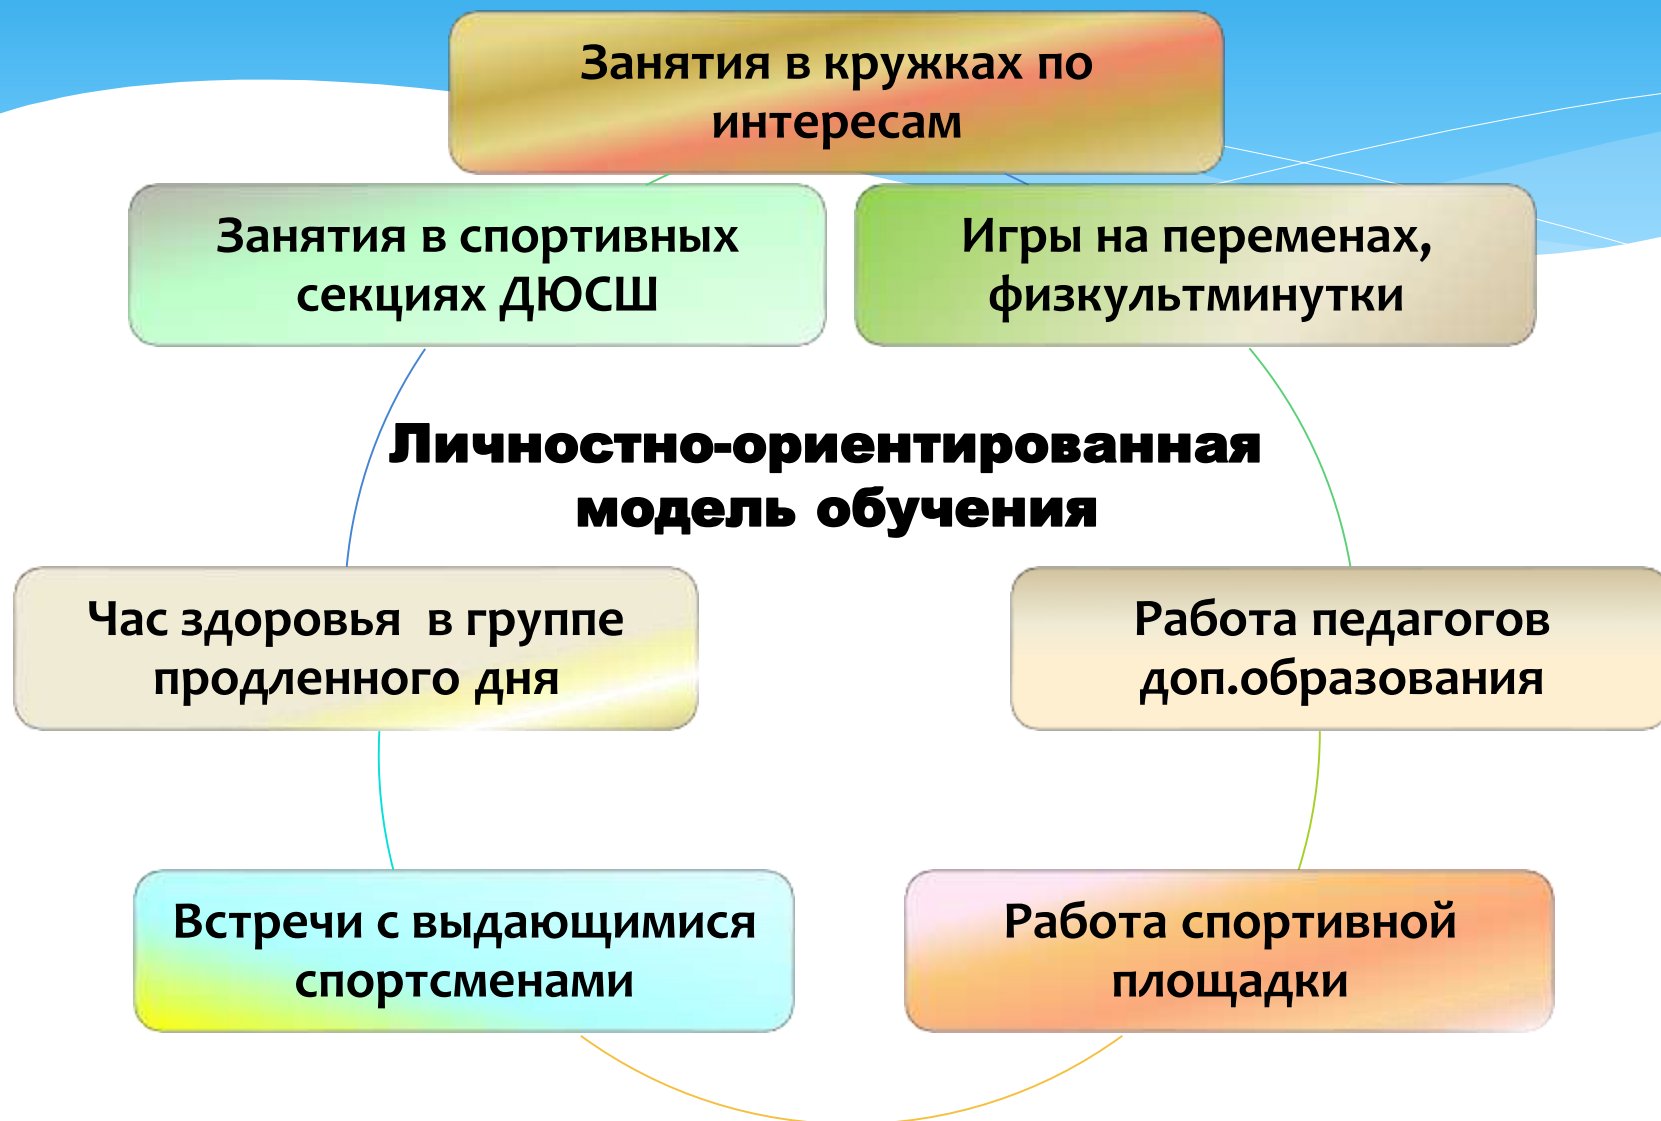 Занятия в кружках по
интересам
Занятия в спортивных
секциях ДЮСШ
Игры на переменах,
физкультминутки
Личностно-ориентированная
модель обучения
Час здоровья  в группе
продленного дня
Работа педагогов
доп.образования
Встречи с выдающимися
спортсменами
Работа спортивной
площадки